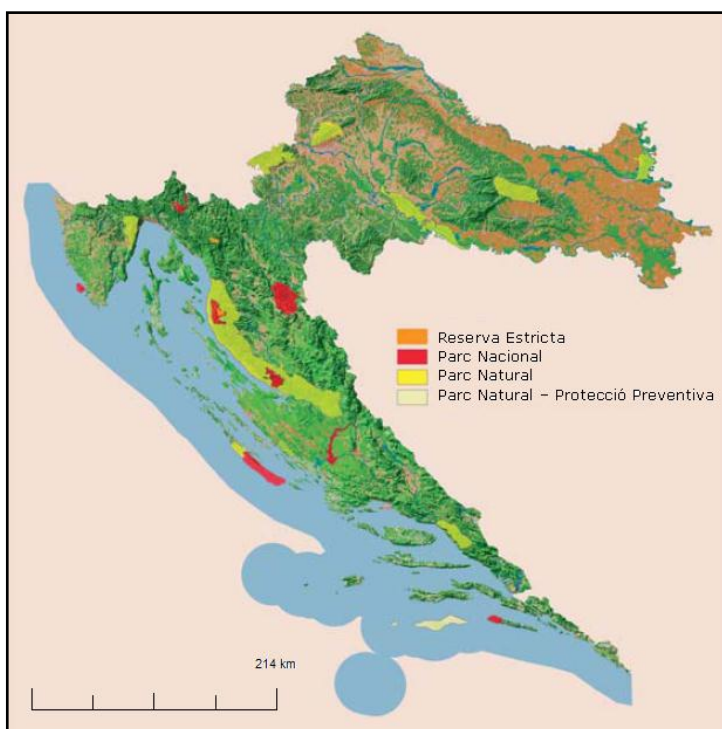 Reserva Estricta
Parc Nacional
Parc Natural
Parc Natural – Protecció Preventiva
214 km